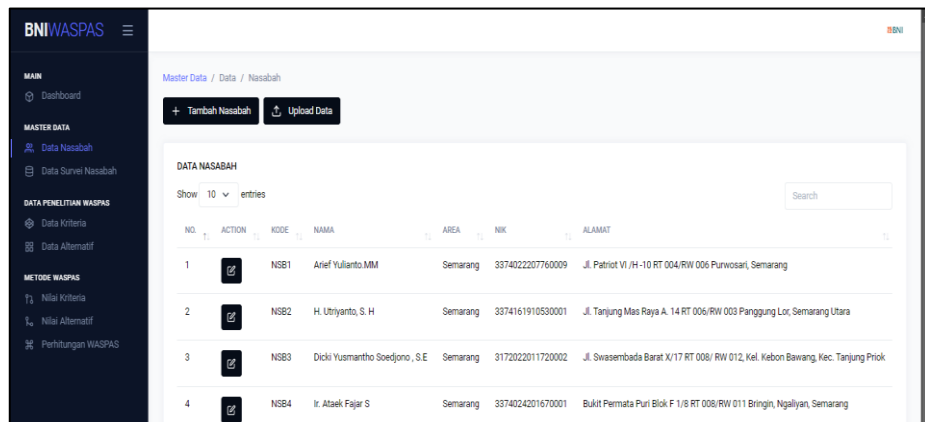 BNIWASPAS
BNI
MAIN
Dashboard
MASTER DATA
Data Nasabah
Data Survei Nasabah
DATA PENELITIAN WASPAS
Data Kriteria
Data Alternatif
METODE WASPAS
Nilai Kriteria
Nilai Alternatif
Perhitungan WASPAS
Master Data / Data / Nasabah
+ Tambah Nasabah Upload Data
DATA NASABAH
Show 10 entries Search
NO. ACTION KODE NAMA AREA NIK ALAMAT
1 NSB1 Arief Yulianto.MM Semarang 3374022207760009 Jl. Patriot VI /H -10 RT 004/RW 006 Purwosari, Semarang
2 NSB2 H. Utriyanto, S. H Semarang 3374161910530001 Jl. Tanjung Mas Raya A. 14 RT 006/RW 003 Panggung Lor, Semarang Utara
3 NSB3 Dicki Yusmantho Soedjono , S.E Semarang 3172022011720002 Jl. Swasembada Barat X/17 RT 008/ RW 012, Kel. Kebon Bawang, Kec. Tanjung Priok
4 NSB4 Ir. Ataek Fajar S Semarang 3374024201670001 Bukit Permata Puri Blok F 1/8 RT 008/RW 011 Bringin, Ngaliyan, Semarang